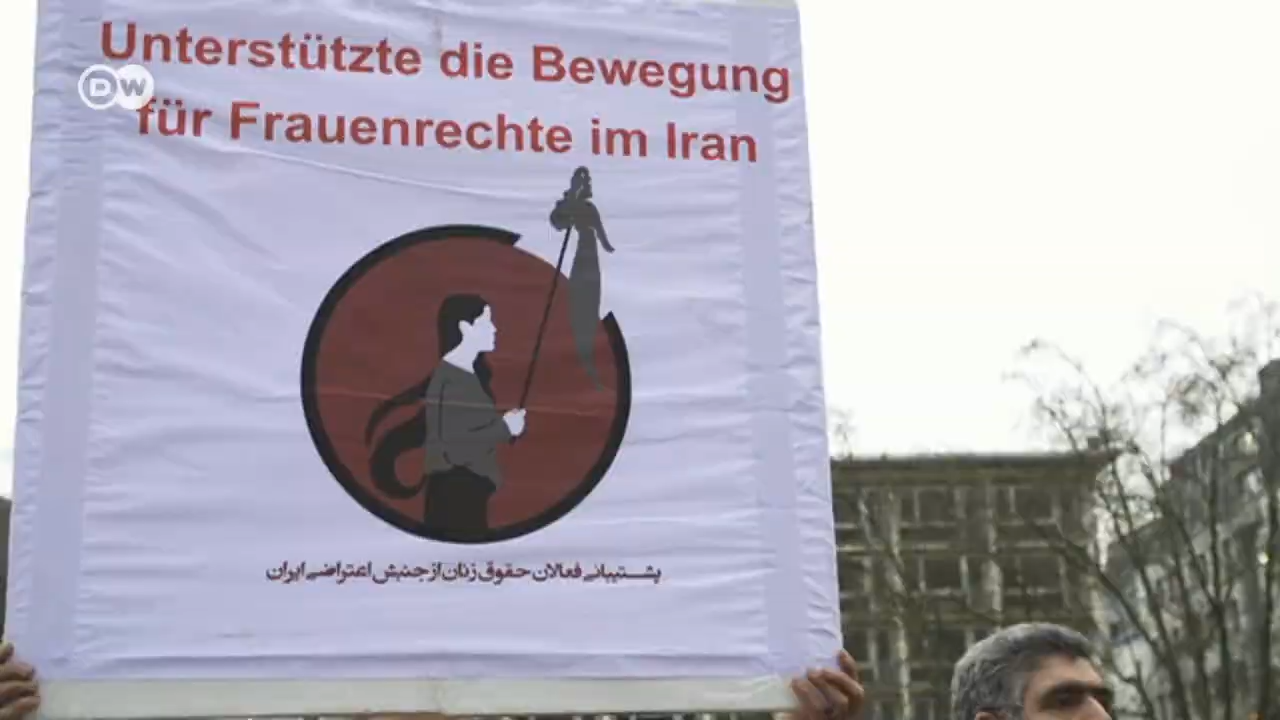 Unterstützte die Bewegung
DW
für Frauenrechte im Iran
پشتیبانی فعالان حقوق زنان از جنبش اعتراضی ایران